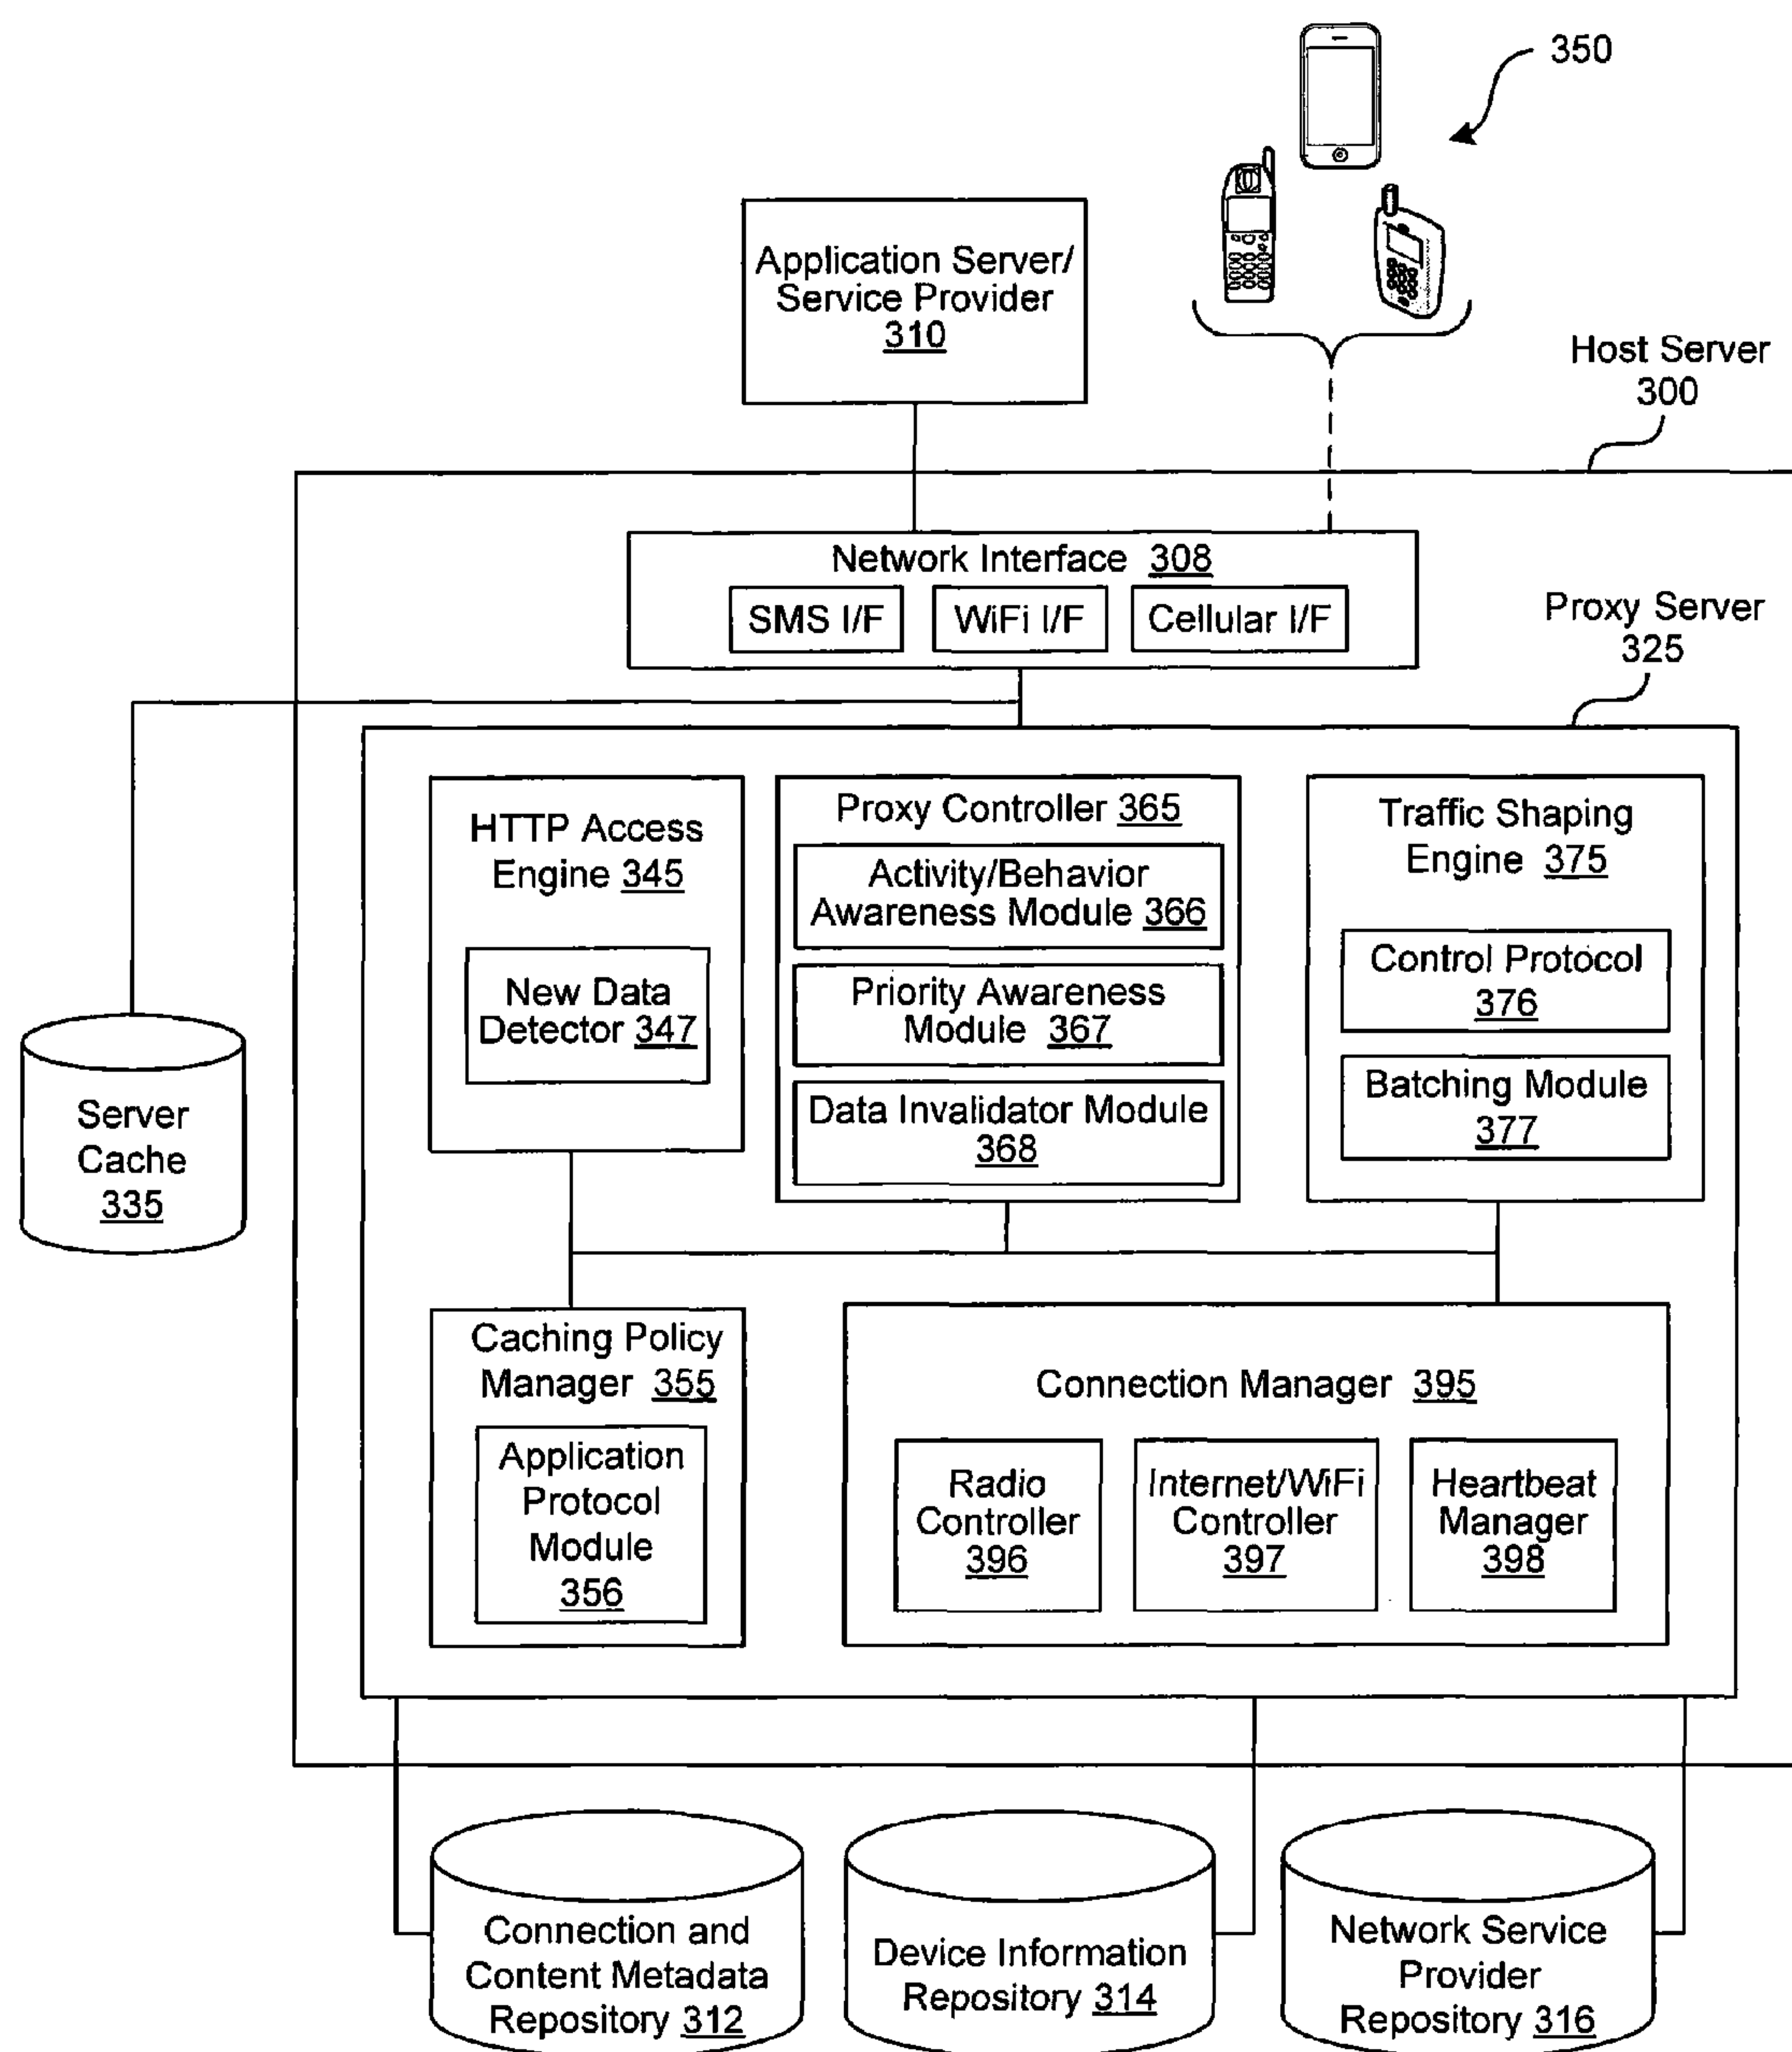 350
Application Server/
Service Provider
310
Host Server
300
Network Interface 308
SMS I/F
WiFi I/F
Cellular I/F
Proxy Server
325
HTTP Access
Engine 345
New Data
Detector 347
Proxy Controller 365
Activity/Behavior
Awareness Module 366
Priority Awareness
Module 367
Data Invalidator Module
368
Traffic Shaping
Engine 375
Control Protocol
376
Batching Module
377
Server
Cache
335
Caching Policy
Manager 355
Application
Protocol
Module
356
Connection Manager 395
Radio
Controller
396
Internet/WiFi
Controller
397
Heartbeat
Manager
398
Connection and
Content Metadata
Repository 312
Device Information
Repository 314
Network Service
Provider
Repository 316